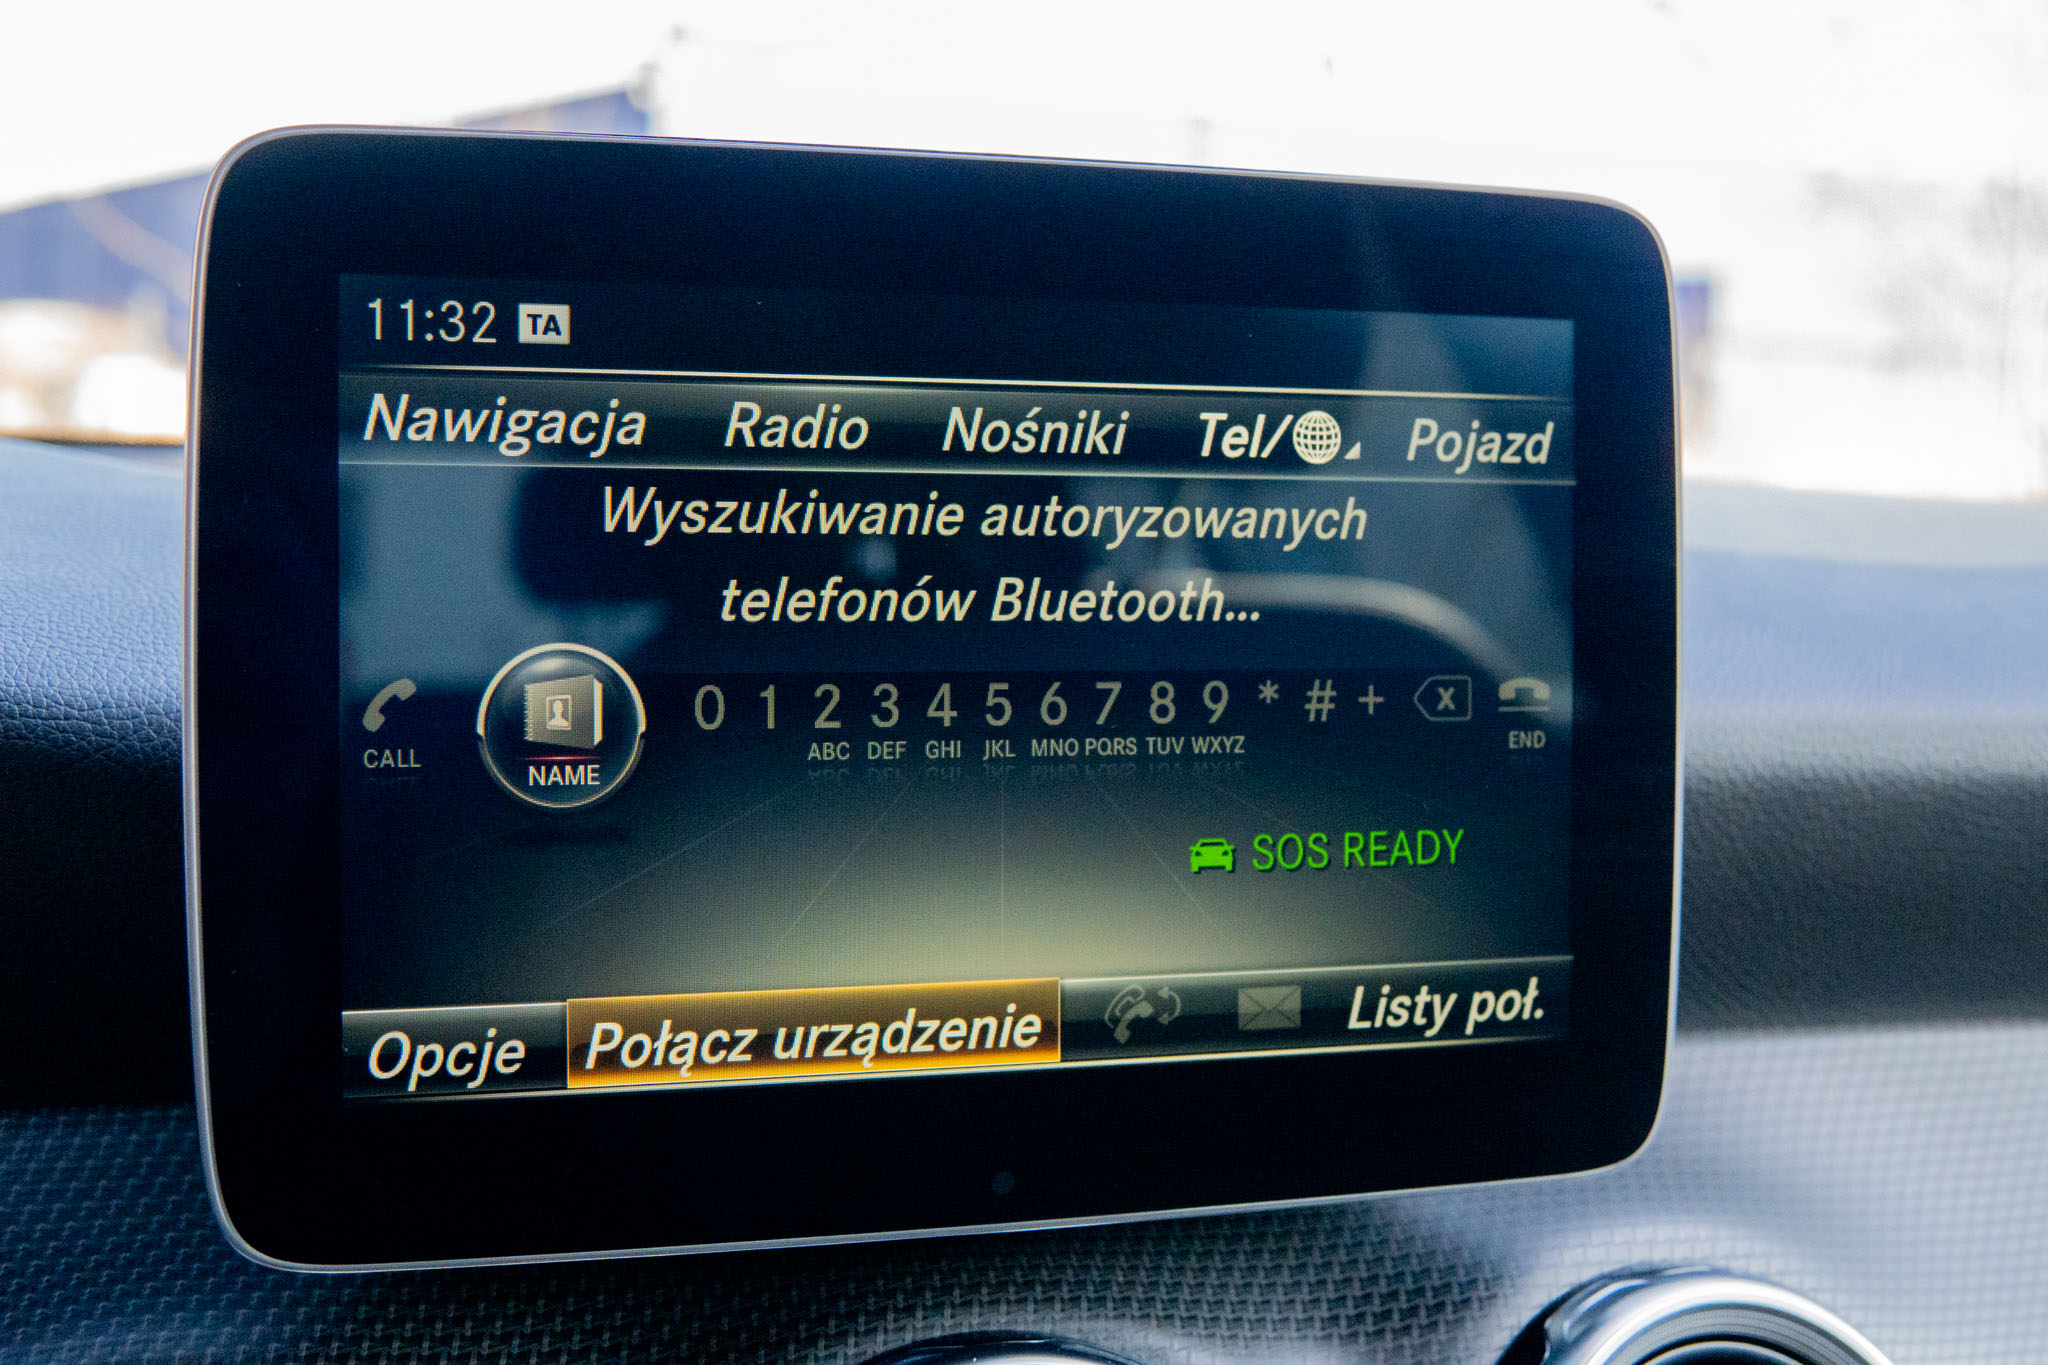 11:32 TA
Nawigacja Radio Nośniki Tel/ Pojazd
Wyszukiwanie autoryzowanych
telefonów Bluetooth...
0 1 2 3 4 5 6 7 8 9 * # + X
CALL NAME ABC DEF GHI JKL MNO PQRS TUV WXYZ END
SOS READY
Opcje Połącz urządzenie Listy poł.